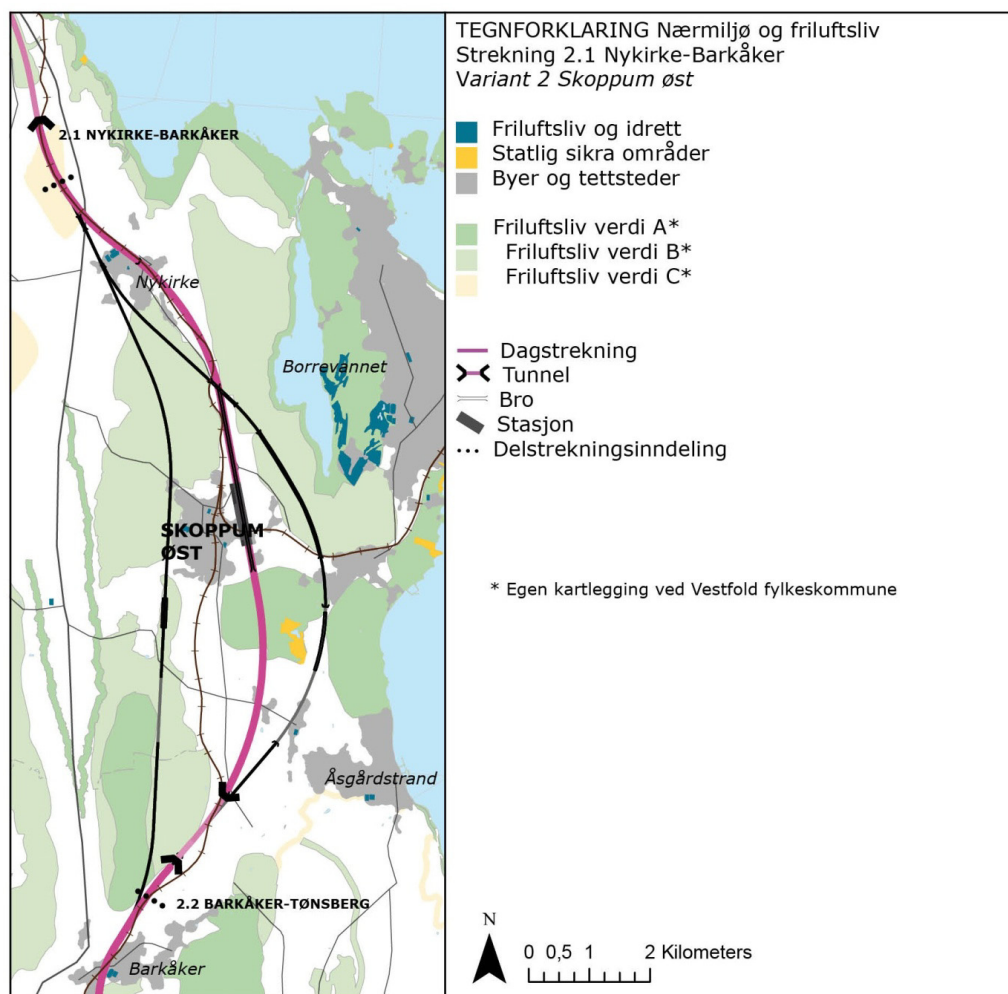 TEGNFORKLARING Nærmiljø og friluftsliv
Strekning 2.1 Nykirke-Barkåker
Variant 2 Skoppum øst
Friluftsliv og idrett
Statlig sikra områder
Byer og tettsteder
Friluftsliv verdi A*
Friluftsliv verdi B*
Friluftsliv verdi C*
Dagstrekning
Tunnel
Bro
Stasjon
Delstrekningsinndeling
* Egen kartlegging ved Vestfold fylkeskommune
N
0 0,5 1 2 Kilometers
2.1 NYKIRKE-BARKÅKER
Nykirke
Borrevannet
SKOPPUM
ØST
Åsgårdstrand
2.2 BARKÅKER-TØNSBERG
Barkåker